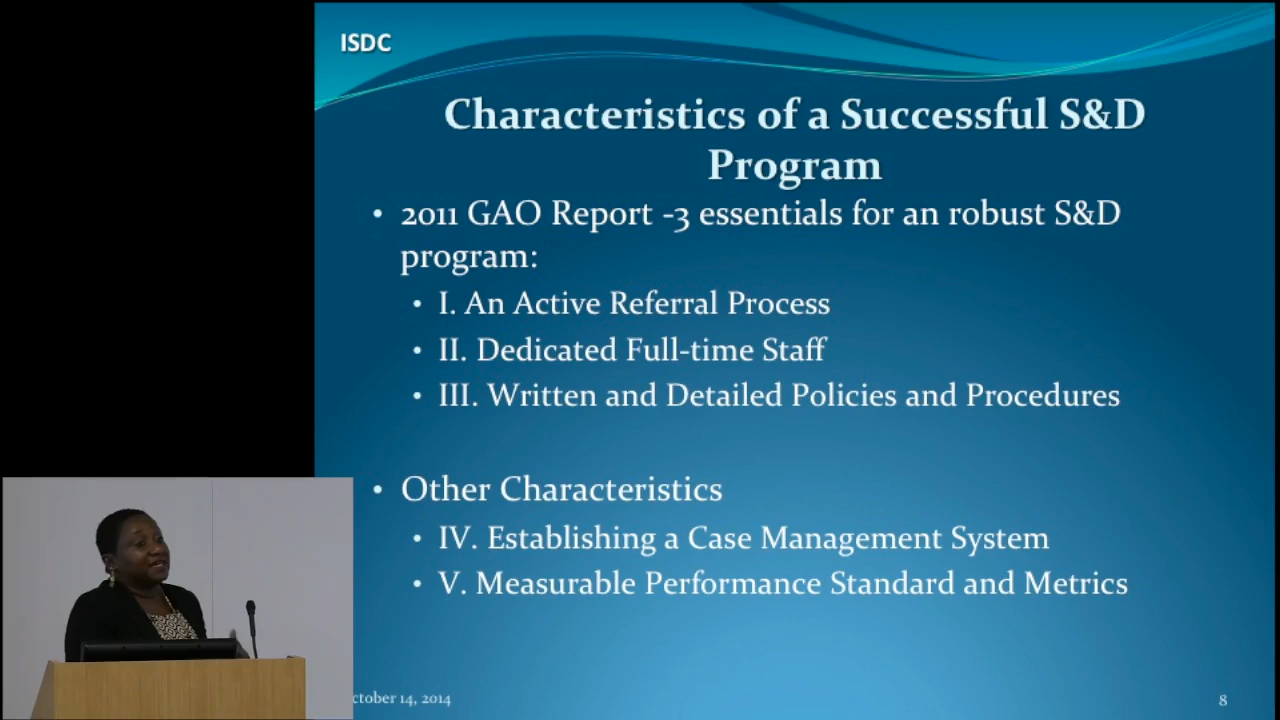 ISDC
Characteristics of a Successful S&D
Program
• 2011 GAO Report -3 essentials for an robust S&D
program:
• I. An Active Referral Process
• II. Dedicated Full-time Staff
• III. Written and Detailed Policies and Procedures
• Other Characteristics
• IV. Establishing a Case Management System
• V. Measurable Performance Standard and Metrics
ctober 14, 2014
8